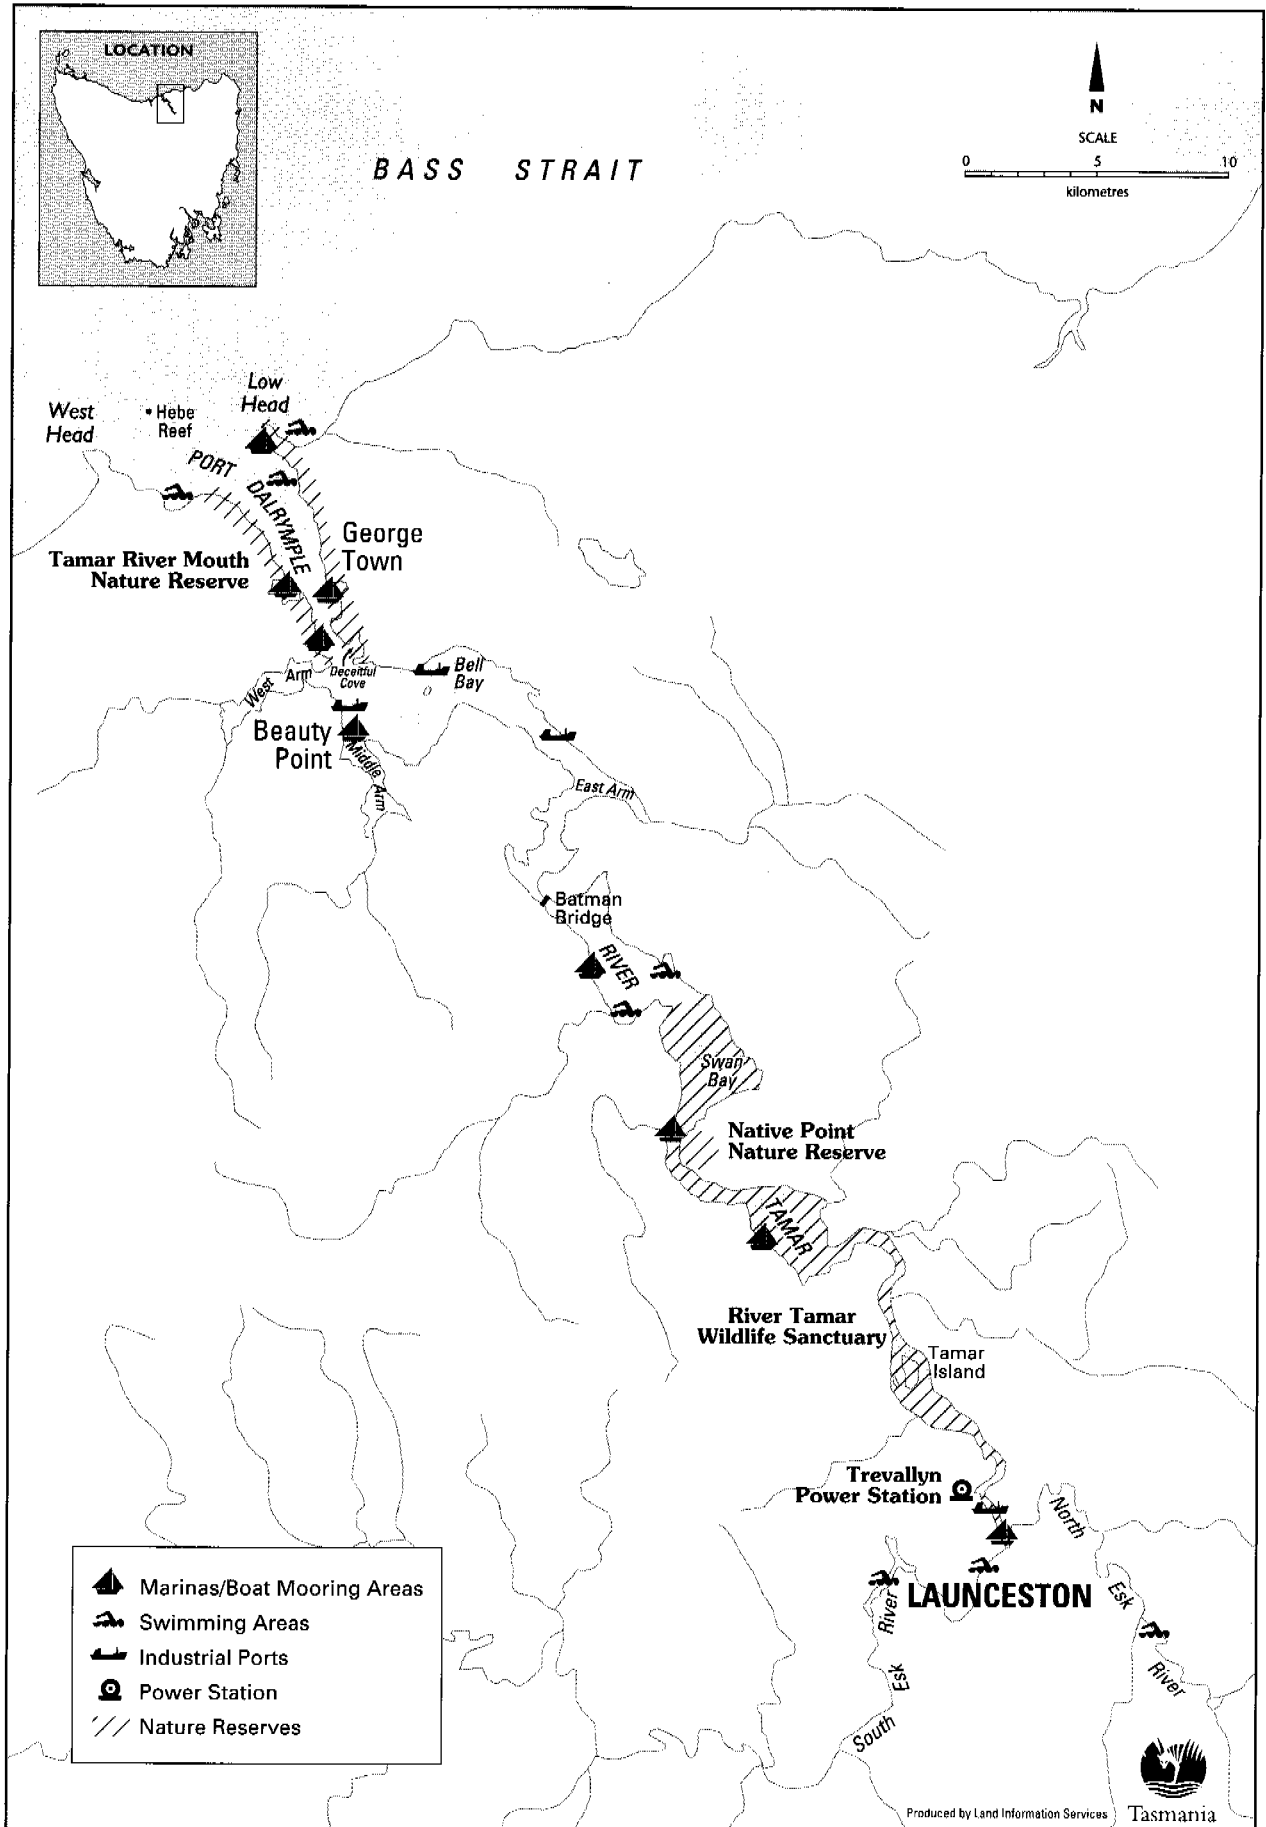 LOCATION
N
SCALE
0 5 10
kilometres
BASS STRAIT
Low
Head
West
Head
Hebe
Reef
PORT
DALRYMPLE
George
Town
Tamar River Mouth
Nature Reserve
Bell
Bay
West Arm
Deceitful
Cove
Beauty
Point
Middle Arm
East Arm
Batman
Bridge
RIVER
Swan
Bay
Native Point
Nature Reserve
TAMAR
River Tamar
Wildlife Sanctuary
Tamar
Island
Trevallyn
Power Station
North Esk River
LAUNCESTON
South Esk River
Marinas/Boat Mooring Areas
Swimming Areas
Industrial Ports
Power Station
Nature Reserves
Produced by Land Information Services
Tasmania